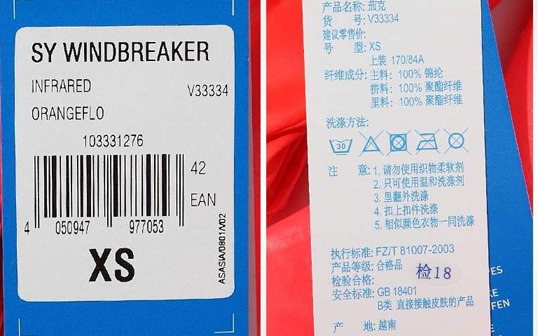 SY WINDBREAKER
INFRARED V33334
ORANGEFLO
103331276
42
EAN
4 050947 977053
XS
ASASIA/0801/V02
产品名称: 茄克
货 号: V33334
建议零售价:
号 型: XS
上装 170/84A
纤维成分: 主料: 100% 锦纶
拼料: 100% 聚酯纤维
里料: 100% 聚酯纤维
洗涤方法:
30
注 意: 1. 请勿使用织物柔软剂
2. 只可使用温和洗涤剂
3. 里翻外洗涤
4. 扣上扣件洗涤
5. 相似颜色衣物一同洗涤
执行标准: FZ/T 81007-2003
产品等级: 合格品
检验合格: 检18
安全标准: GB 18401
B类 直接接触皮肤的产品
产 地: 越南